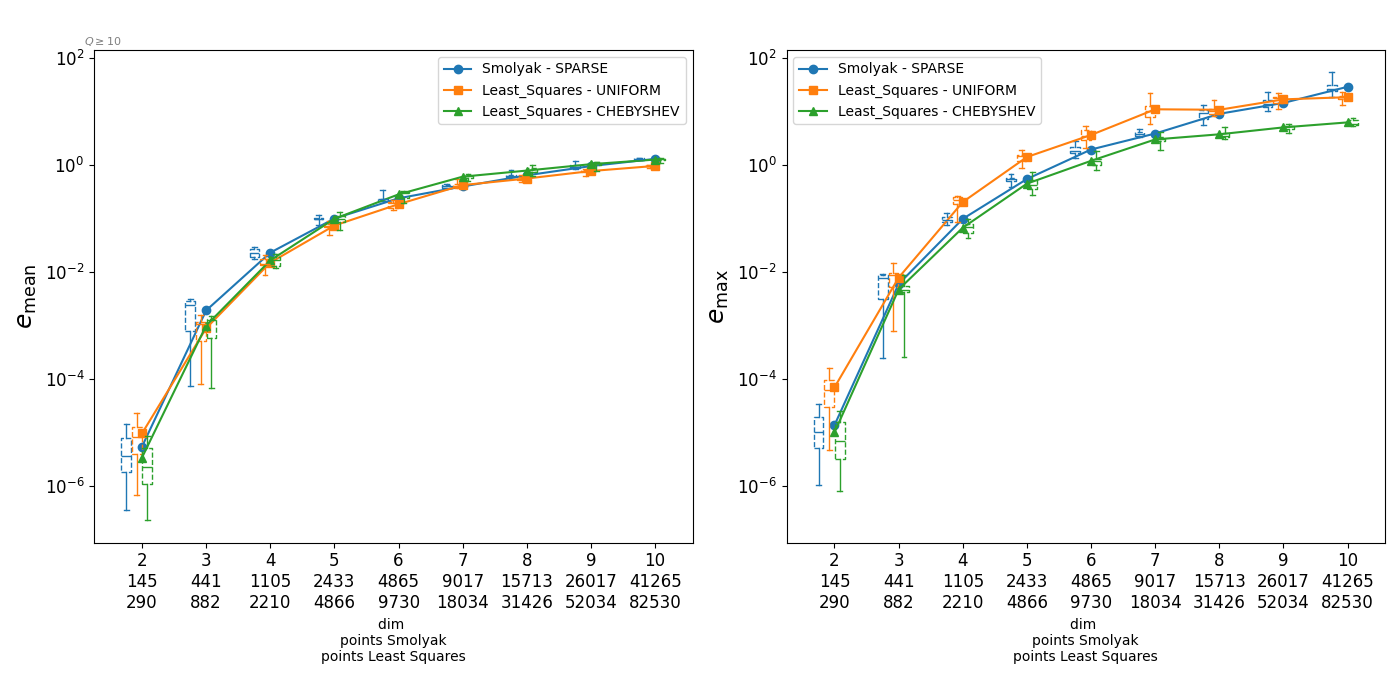 Q ≥ 10
10²
10⁰
10⁻²
10⁻⁴
10⁻⁶
e_mean
Smolyak - SPARSE
Least_Squares - UNIFORM
Least_Squares - CHEBYSHEV
2 3 4 5 6 7 8 9 10
145 441 1105 2433 4865 9017 15713 26017 41265
290 882 2210 4866 9730 18034 31426 52034 82530
dim
points Smolyak
points Least Squares
10²
10⁰
10⁻²
10⁻⁴
10⁻⁶
e_max
Smolyak - SPARSE
Least_Squares - UNIFORM
Least_Squares - CHEBYSHEV
2 3 4 5 6 7 8 9 10
145 441 1105 2433 4865 9017 15713 26017 41265
290 882 2210 4866 9730 18034 31426 52034 82530
dim
points Smolyak
points Least Squares